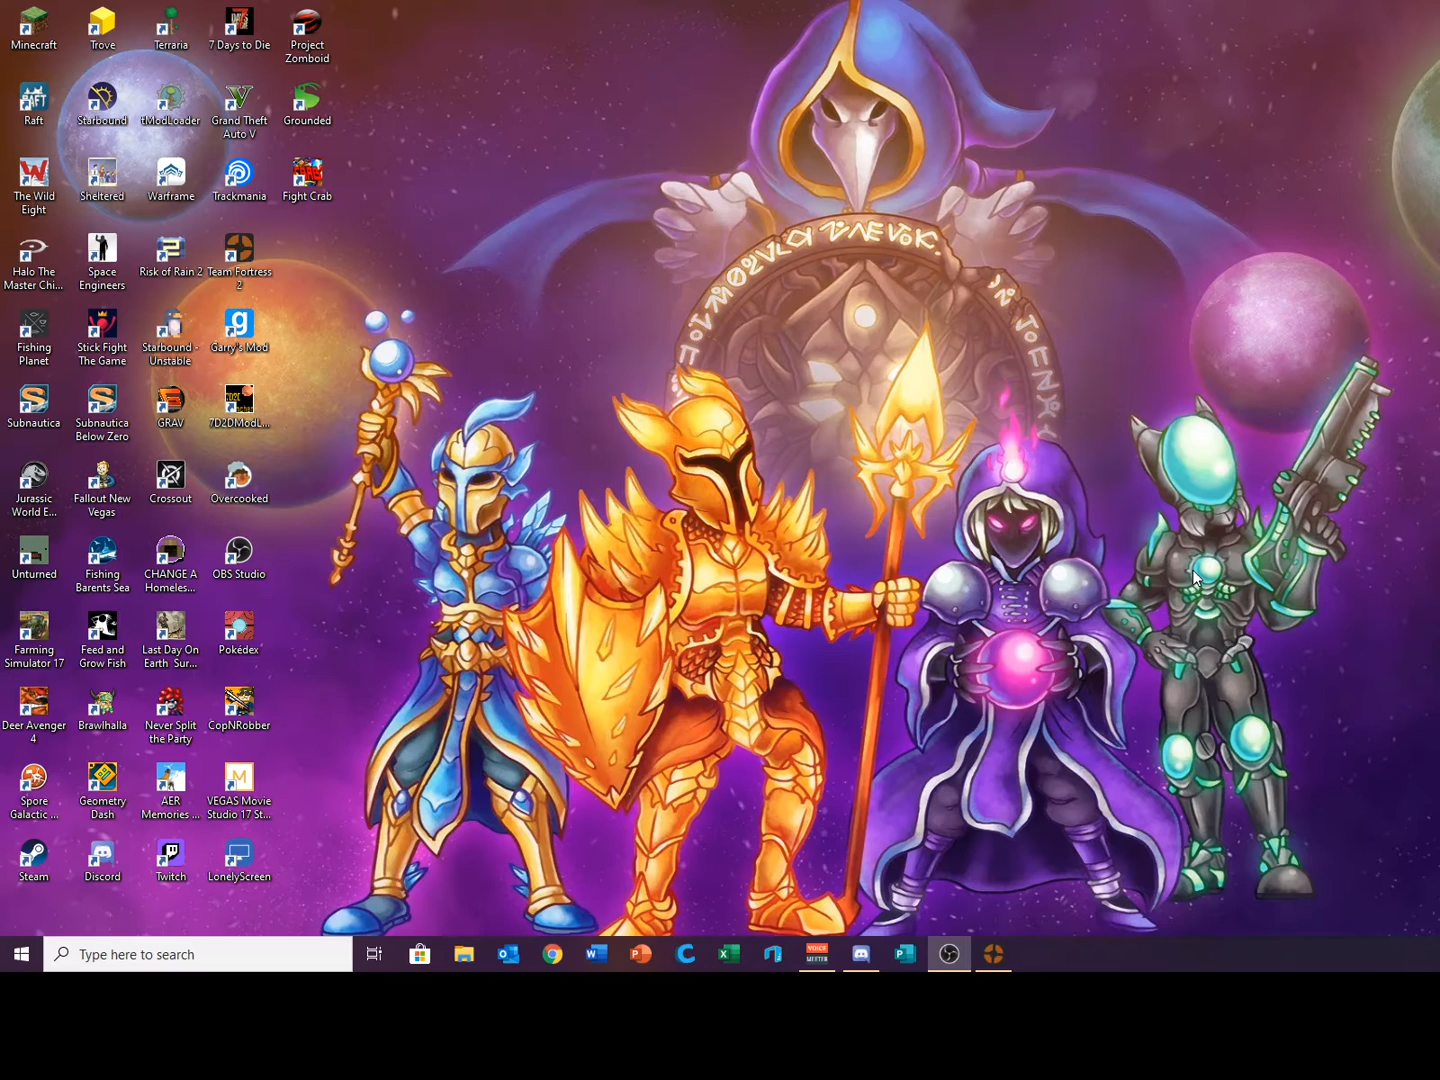 Minecraft
Trove
Terraria
7 Days to Die
Project
Zomboid
Raft
Starbound
tModLoader
Grand Theft
Auto V
Grounded
The Wild
Eight
Sheltered
Warframe
Trackmania
Fight Crab
Halo The
Master Chi...
Space
Engineers
Risk of Rain 2
Team Fortress
2
Fishing
Planet
Stick Fight
The Game
Starbound -
Unstable
Garry's Mod
Subnautica
Subnautica
Below Zero
GRAV
7D2DModL...
Jurassic
World E...
Fallout New
Vegas
Crossout
Overcooked
Unturned
Fishing
Barents Sea
CHANGE A
Homeles...
OBS Studio
Farming
Simulator 17
Feed and
Grow Fish
Last Day On
Earth Sur...
Pokédex
Deer Avenger
4
Brawlhalla
Never Split
the Party
CopNRobber
Spore
Galactic ...
Geometry
Dash
AER
Memories ...
VEGAS Movie
Studio 17 St...
Steam
Discord
Twitch
LonelyScreen
Type here to search